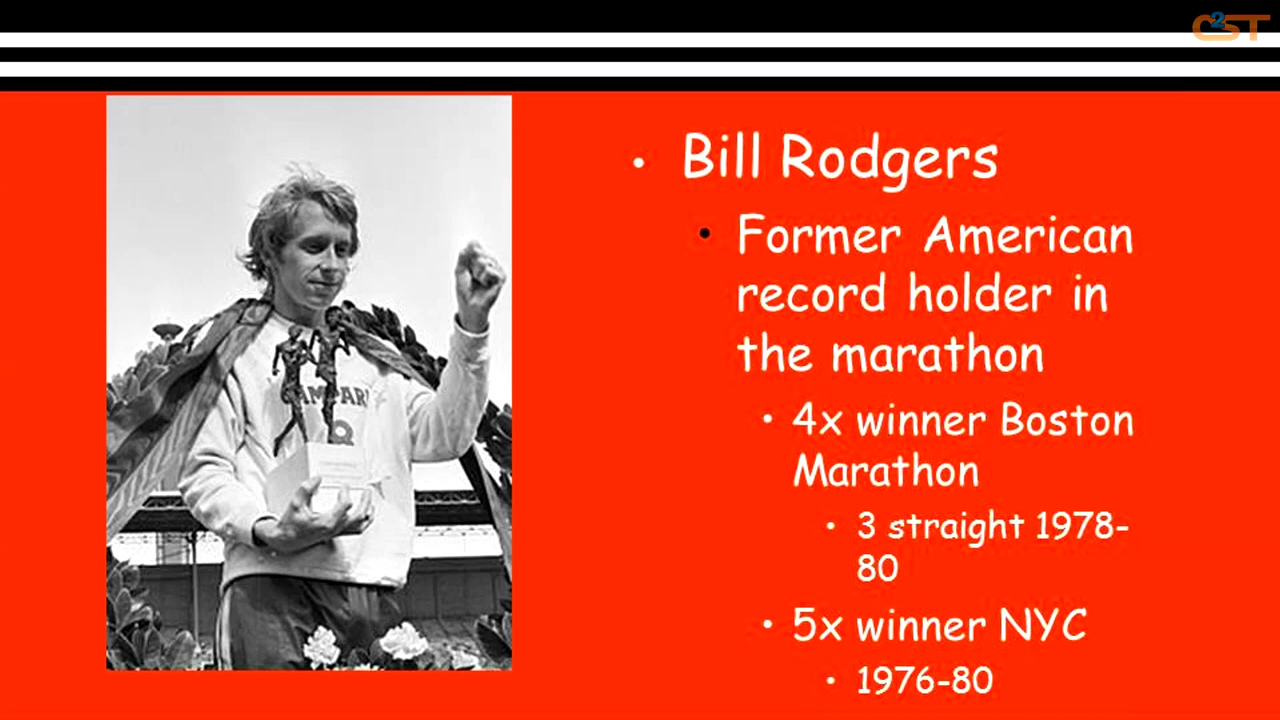 C2ST
• Bill Rodgers
• Former American
record holder in
the marathon
• 4x winner Boston
Marathon
• 3 straight 1978-
80
• 5x winner NYC
• 1976-80